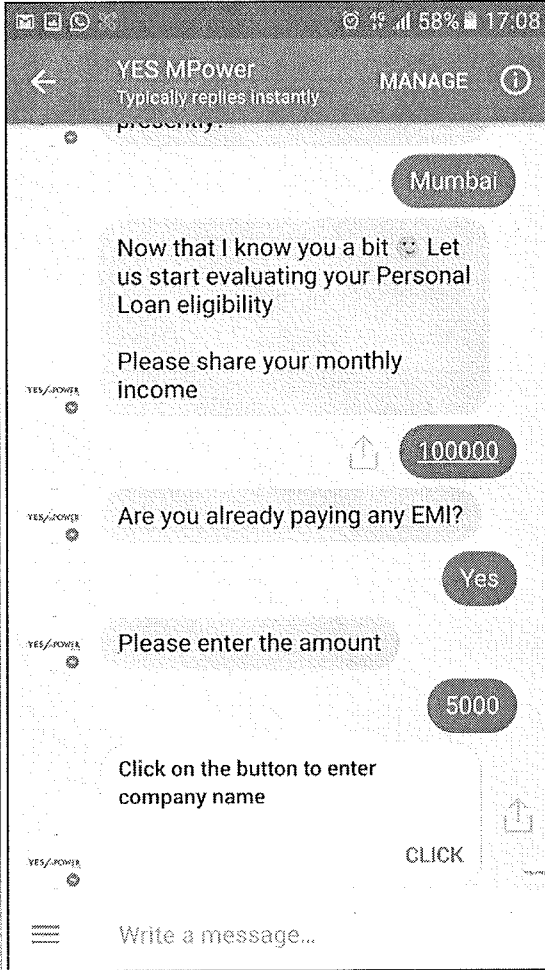 58% 17:08
YES MPower
MANAGE
Typically replies instantly
presently?
Mumbai
Now that I know you a bit Let
us start evaluating your Personal
Loan eligibility
Please share your monthly
income
100000
Are you already paying any EMI?
Yes
Please enter the amount
5000
Click on the button to enter
company name
CLICK
Write a message...